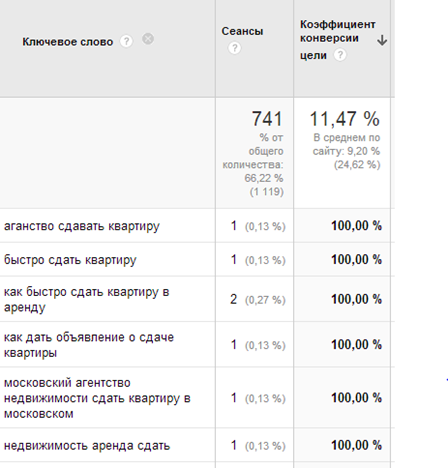 Ключевое слово ? ×
Сеансы
?
Коэффициент
конверсии
цели ?
741
% от
общего
количества:
66,22 %
(1 119)
11,47 %
В среднем по
сайту: 9,20 %
(24,62 %)
аганство сдавать квартиру 1 (0,13 %) 100,00 %
быстро сдать квартиру 1 (0,13 %) 100,00 %
как быстро сдать квартиру в
аренду 2 (0,27 %) 100,00 %
как дать объявление о сдаче
квартиры 1 (0,13 %) 100,00 %
московский агентство
недвижимости сдать квартиру в 1 (0,13 %) 100,00 %
московском
недвижимость аренда сдать 1 (0,13 %) 100,00 %